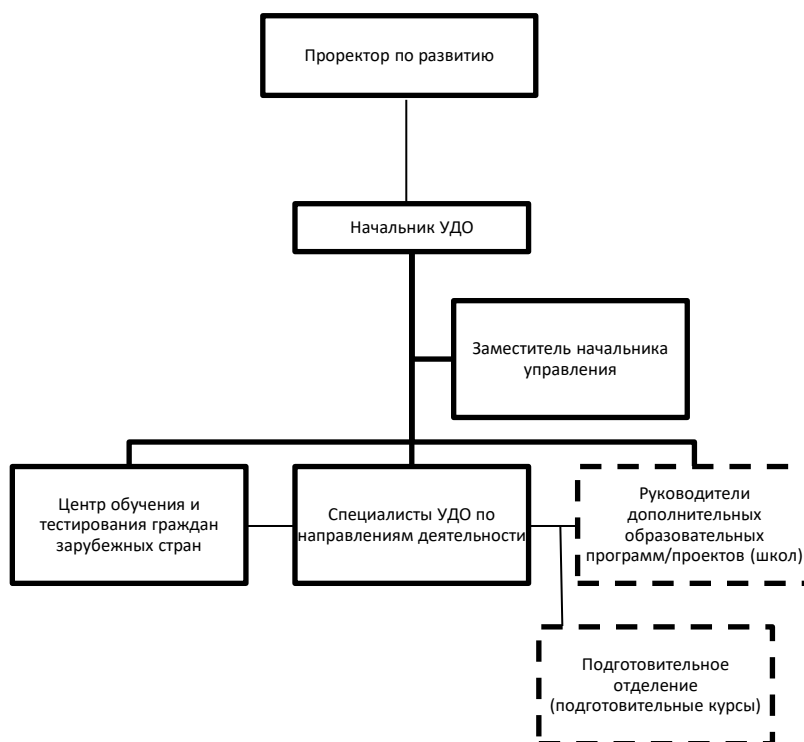 Проректор по развитию
Начальник УДО
Заместитель начальника
управления
Центр обучения и
тестирования граждан
зарубежных стран
Специалисты УДО по
направлениям деятельности
Руководители
дополнительных
образовательных
программ/проектов (школ)
Подготовительное
отделение
(подготовительные курсы)